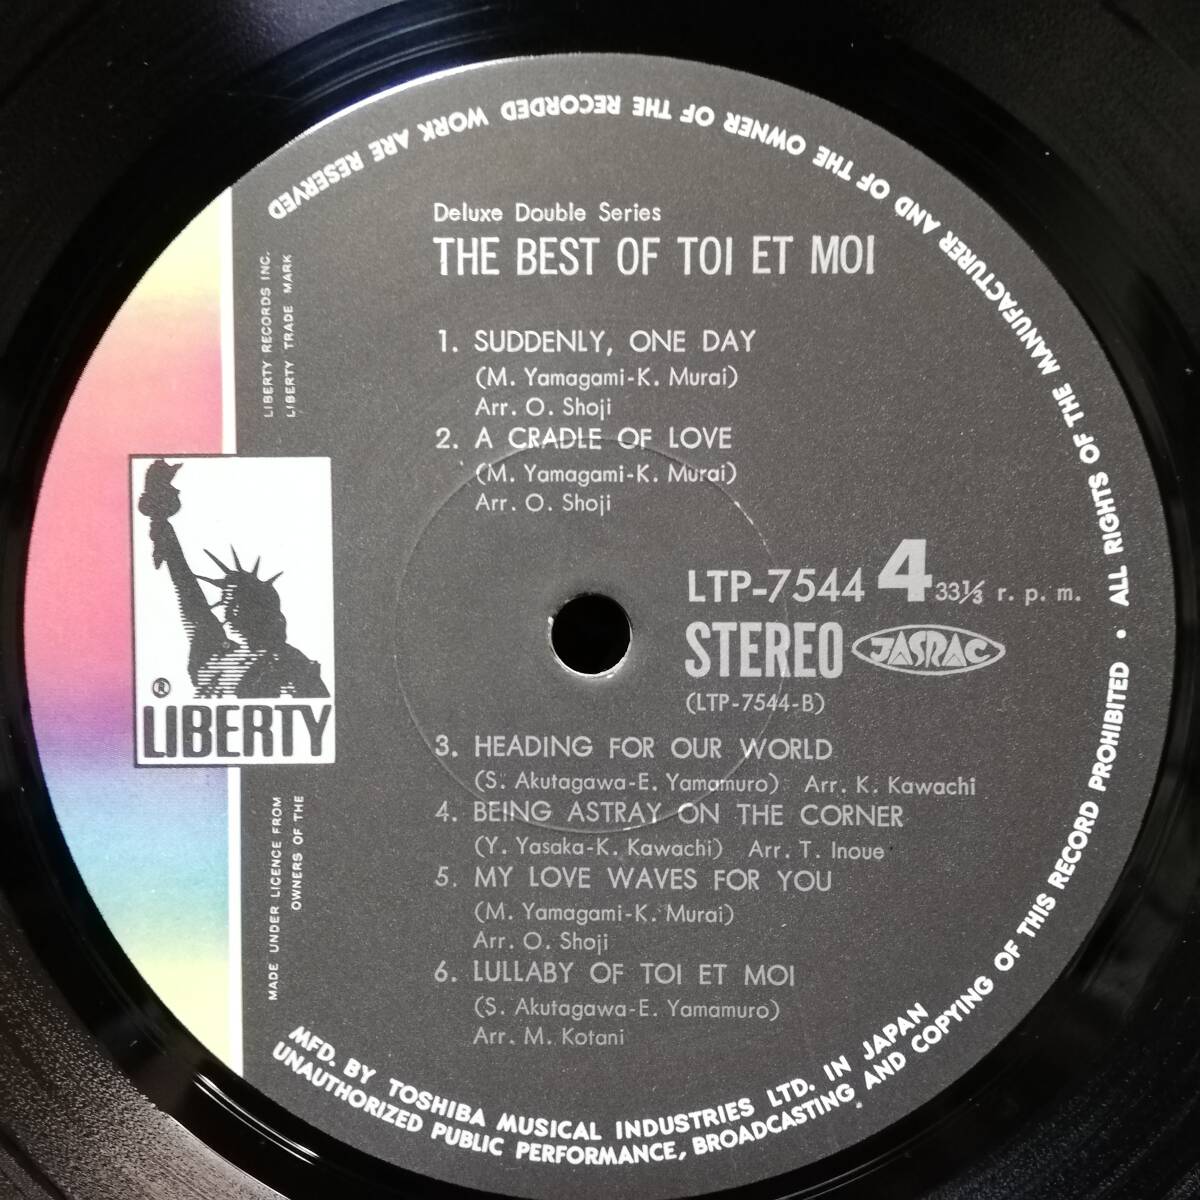 Deluxe Double Series
THE BEST OF TOI ET MOI
1. SUDDENLY, ONE DAY
(M. Yamagami-K. Murai)
Arr. O. Shoji
2. A CRADLE OF LOVE
(M. Yamagami-K. Murai)
Arr. O. Shoji
LTP-7544 4 33⅓ r. p. m.
STEREO JASRAC
(LTP-7544-B)
3. HEADING FOR OUR WORLD
(S. Akutagawa-E. Yamamuro) Arr. K. Kawachi
4. BEING ASTRAY ON THE CORNER
(Y. Yasaka-K. Kawachi) Arr. T. Inoue
5. MY LOVE WAVES FOR YOU
(M. Yamagami-K. Murai)
Arr. O. Shoji
6. LULLABY OF TOI ET MOI
(S. Akutagawa-E. Yamamuro)
Arr. M. Kotani
LIBERTY RECORDS INC.
LIBERTY TRADE MARK
®
LIBERTY
MADE UNDER LICENCE FROM
OWNERS OF THE
MFD. BY TOSHIBA MUSICAL INDUSTRIES LTD. IN JAPAN
UNAUTHORIZED PUBLIC PERFORMANCE, BROADCASTING AND COPYING OF THIS RECORD PROHIBITED • ALL RIGHTS OF THE MANUFACTURER AND OF THE OWNER OF THE RECORDED WORK ARE RESERVED